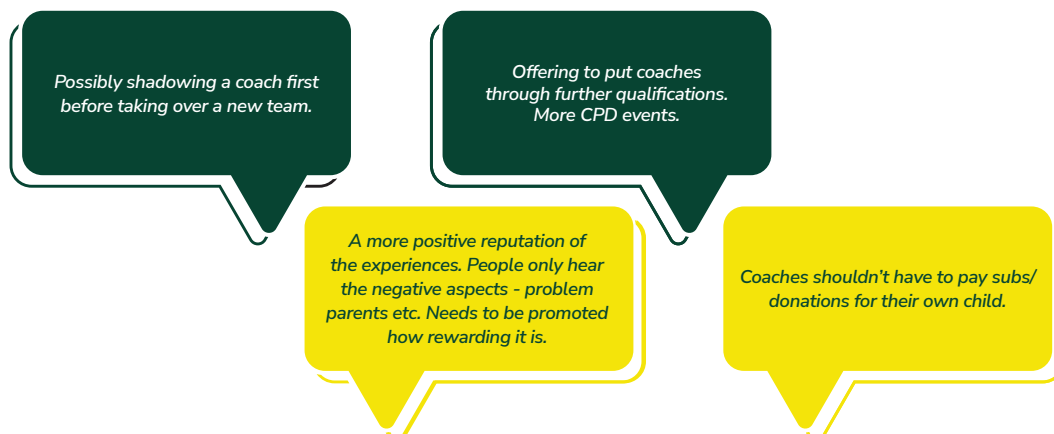 Possibly shadowing a coach first
before taking over a new team.
Offering to put coaches
through further qualifications.
More CPD events.
A more positive reputation of
the experiences. People only hear
the negative aspects - problem
parents etc. Needs to be promoted
how rewarding it is.
Coaches shouldn’t have to pay subs/
donations for their own child.